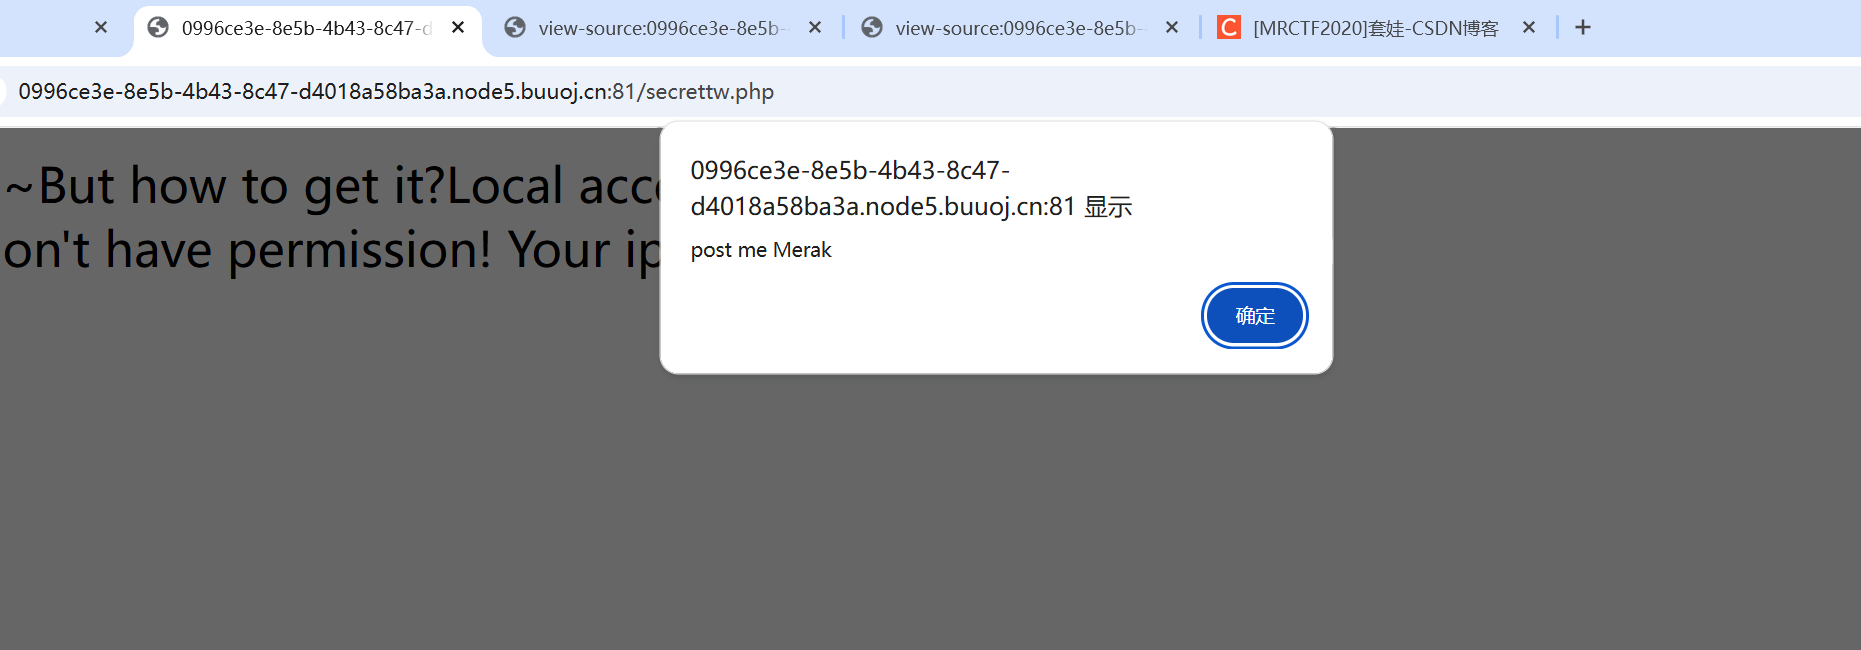 0996ce3e-8e5b-4b43-8c47-d
view-source:0996ce3e-8e5b-
view-source:0996ce3e-8e5b-
[MRCTF2020]套娃-CSDN博客
0996ce3e-8e5b-4b43-8c47-d4018a58ba3a.node5.buuoj.cn:81/secrettw.php
~But how to get it?Local acc
on't have permission! Your ip
0996ce3e-8e5b-4b43-8c47-
d4018a58ba3a.node5.buuoj.cn:81 显示
post me Merak
确定